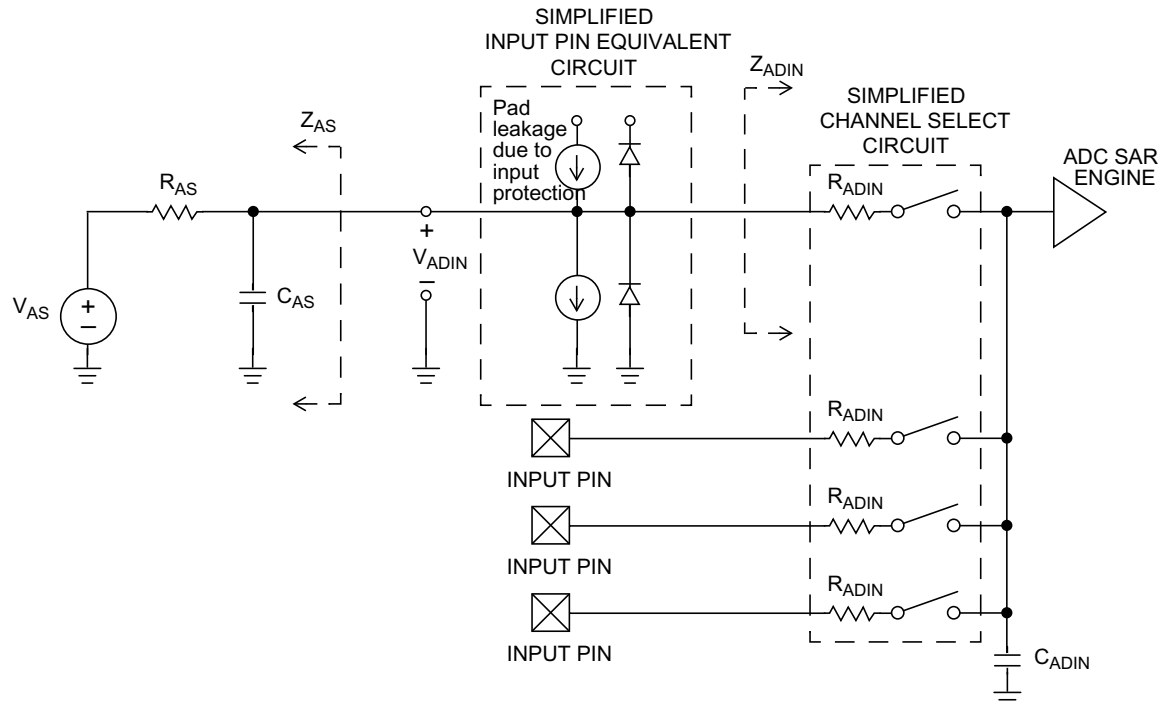 SIMPLIFIED
INPUT PIN EQUIVALENT
CIRCUIT
Z_ADIN
SIMPLIFIED
CHANNEL SELECT
CIRCUIT
ADC SAR
ENGINE
Pad
leakage
due to
input
protection
Z_AS
R_AS
R_ADIN
+
V_ADIN
–
V_AS
+
–
C_AS
R_ADIN
INPUT PIN
R_ADIN
INPUT PIN
R_ADIN
INPUT PIN
C_ADIN